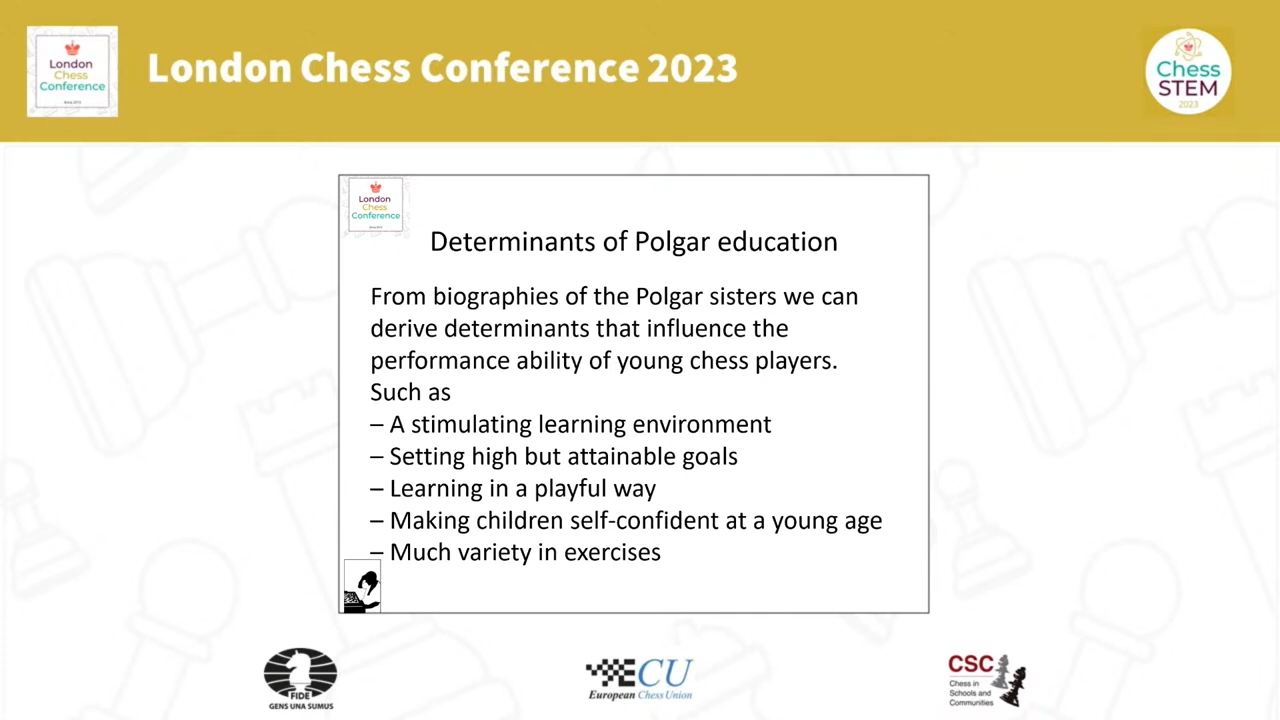 London
Chess
Conference
London Chess Conference 2023
Chess
STEM
2023
London
Chess
Conference
Determinants of Polgar education
From biographies of the Polgar sisters we can
derive determinants that influence the
performance ability of young chess players.
Such as
– A stimulating learning environment
– Setting high but attainable goals
– Learning in a playful way
– Making children self-confident at a young age
– Much variety in exercises
FIDE
GENS UNA SUMUS
ECU
European Chess Union
CSC
Chess in
Schools and
Communities